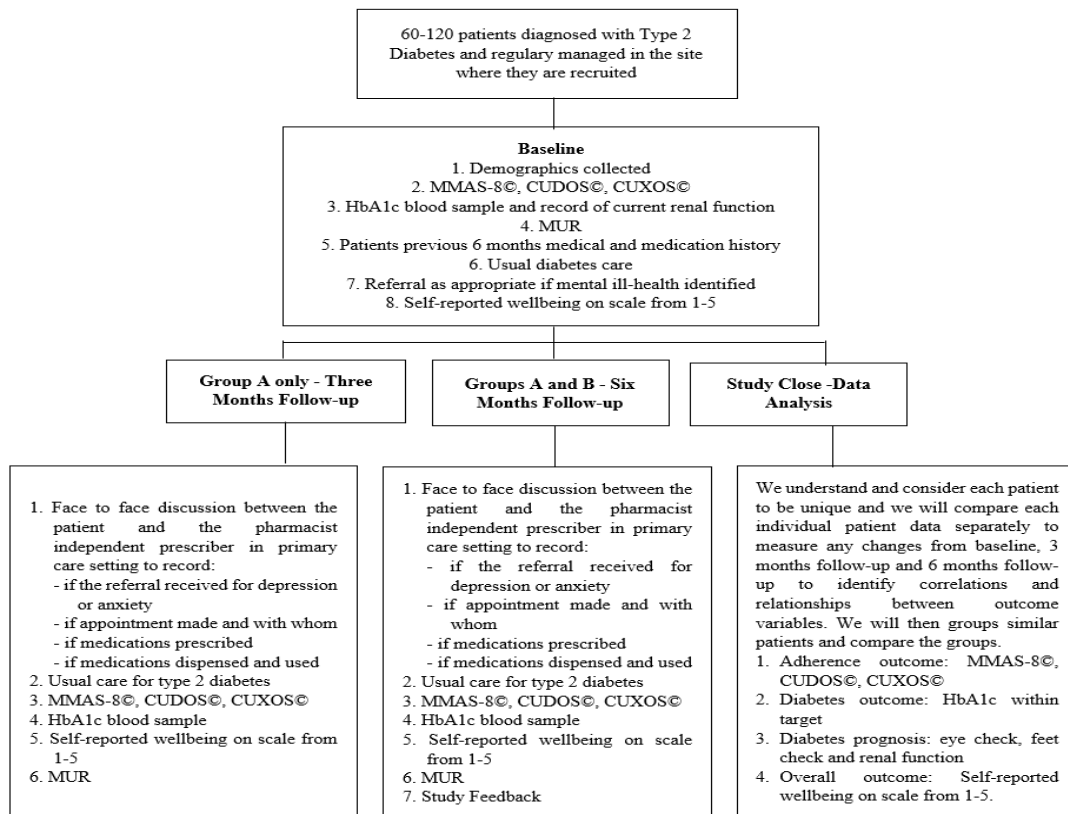 60-120 patients diagnosed with Type 2
Diabetes and regulary managed in the site
where they are recruited
Baseline
1. Demographics collected
2. MMAS-8©, CUDOS©, CUXOS©
3. HbA1c blood sample and record of current renal function
4. MUR
5. Patients previous 6 months medical and medication history
6. Usual diabetes care
7. Referral as appropriate if mental ill-health identified
8. Self-reported wellbeing on scale from 1-5
Group A only - Three
Months Follow-up
Groups A and B - Six
Months Follow-up
Study Close -Data
Analysis
1. Face to face discussion between the
patient and the pharmacist
independent prescriber in primary
care setting to record:
- if the referral received for depression
or anxiety
- if appointment made and with whom
- if medications prescribed
- if medications dispensed and used
2. Usual care for type 2 diabetes
3. MMAS-8©, CUDOS©, CUXOS©
4. HbA1c blood sample
5. Self-reported wellbeing on scale from
1-5
6. MUR
1. Face to face discussion between the
patient and the pharmacist
independent prescriber in primary
care setting to record:
- if the referral received for
depression or anxiety
- if appointment made and with
whom
- if medications prescribed
- if medications dispensed and used
2. Usual care for type 2 diabetes
3. MMAS-8©, CUDOS©, CUXOS©
4. HbA1c blood sample
5. Self-reported wellbeing on scale
from 1-5
6. MUR
7. Study Feedback
We understand and consider each patient
to be unique and we will compare each
individual patient data separately to
measure any changes from baseline, 3
months follow-up and 6 months follow-
up to identify correlations and
relationships between outcome
variables. We will then groups similar
patients and compare the groups.
1. Adherence outcome: MMAS-8©,
CUDOS©, CUXOS©
2. Diabetes outcome: HbA1c within
target
3. Diabetes prognosis: eye check, feet
check and renal function
4. Overall outcome: Self-reported
wellbeing on scale from 1-5.